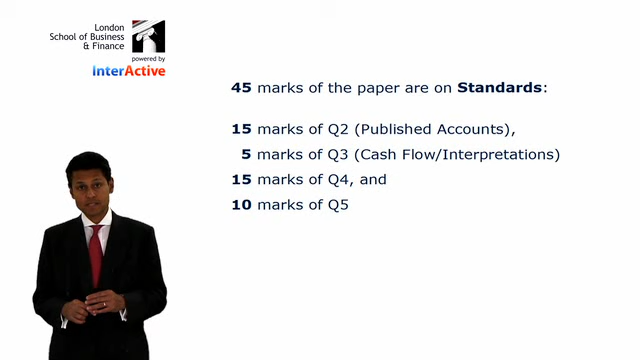 London
School of Business
& Finance
powered by
InterActive
45 marks of the paper are on Standards:
15 marks of Q2 (Published Accounts),
5 marks of Q3 (Cash Flow/Interpretations)
15 marks of Q4, and
10 marks of Q5